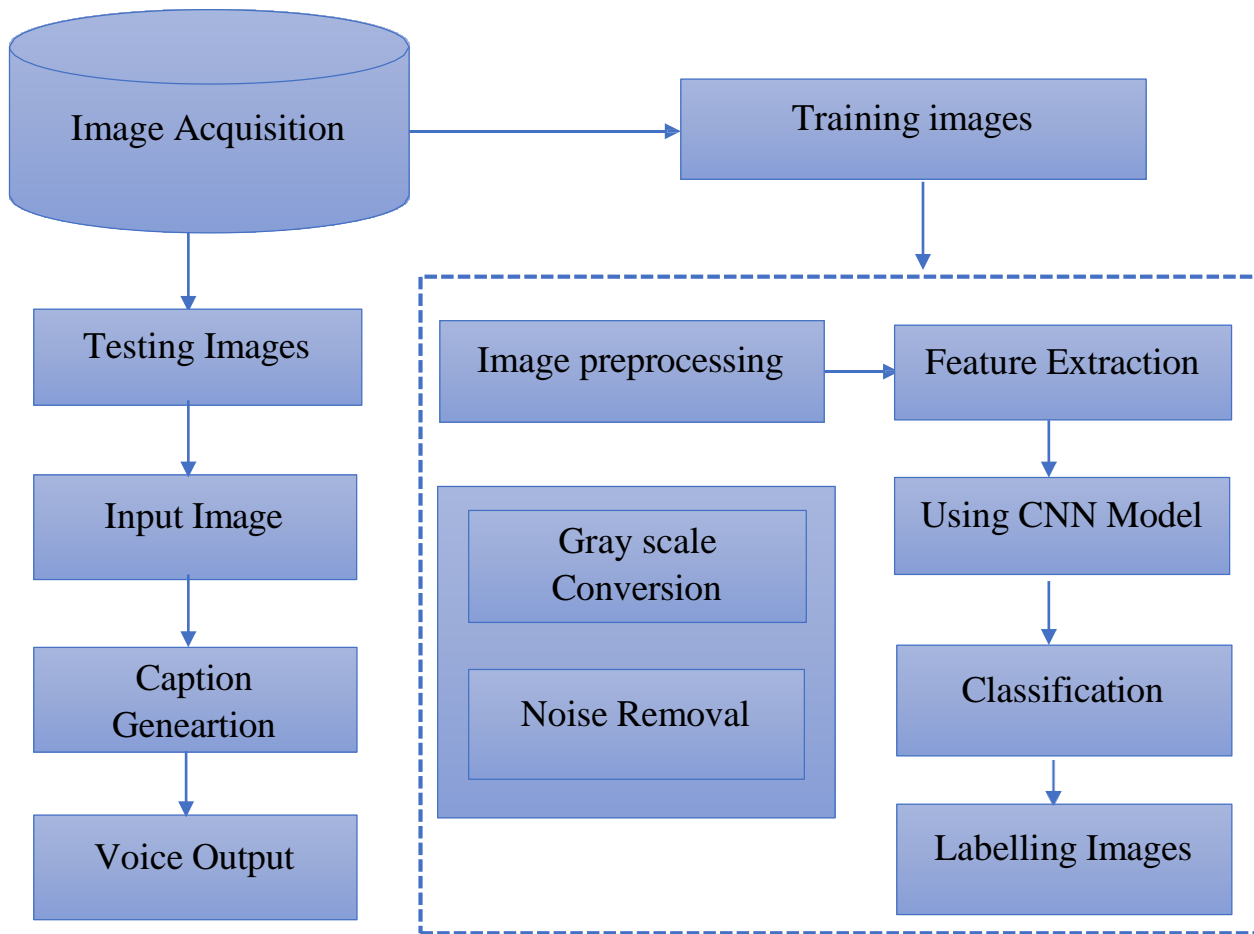 Image Acquisition
Training images
Testing Images
Input Image
Caption
Geneartion
Voice Output
Image preprocessing
Gray scale
Conversion
Noise Removal
Feature Extraction
Using CNN Model
Classification
Labelling Images